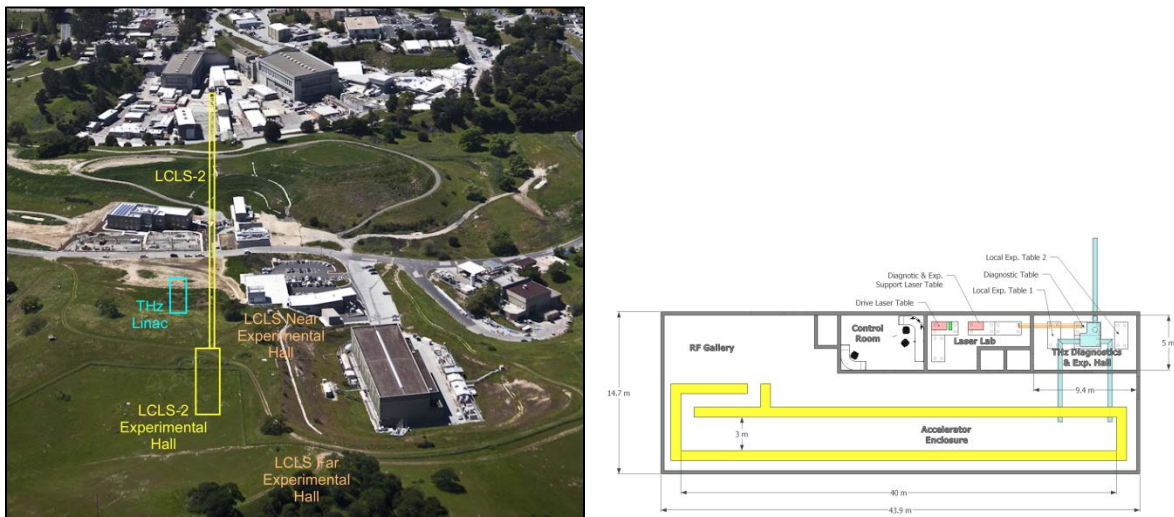 LCLS-2
THz
Linac
LCLS Near
Experimental
Hall
LCLS-2
Experimental
Hall
LCLS Far
Experimental
Hall
Local Exp. Table 2
Diagnotic & Exp.
Support Laser Table
Diagnostic Table
Drive Laser Table
Local Exp. Table 1
RF Gallery
Control
Room
Laser Lab
THz Diagnostics
& Exp. Hall
5 m
9.4 m
14.7 m
3 m
Accelerator
Enclosure
40 m
43.9 m